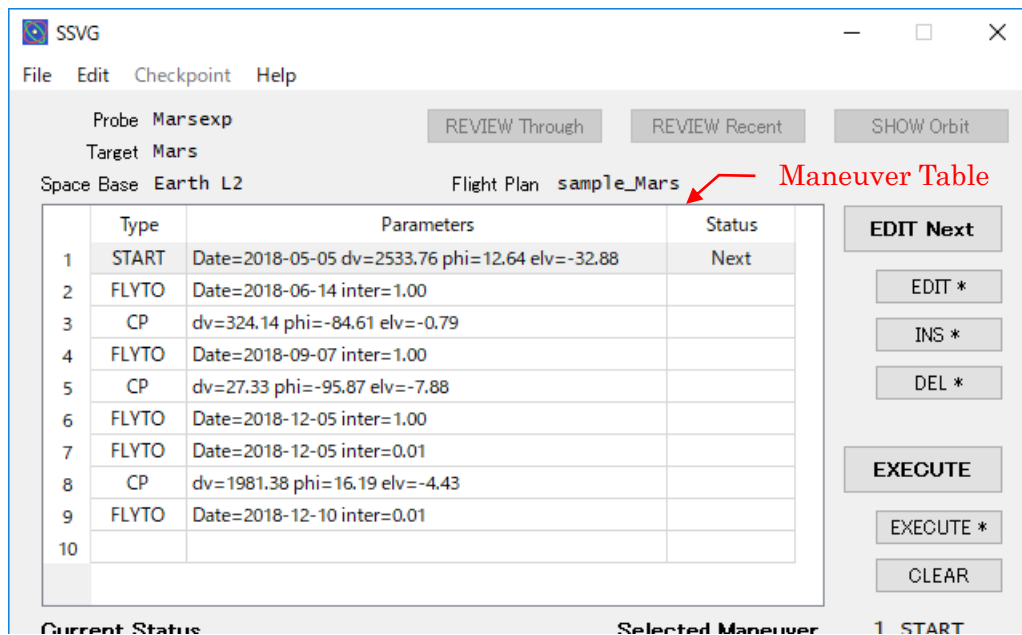 SSVG
File Edit Checkpoint Help
Probe Marsexp
REVIEW Through REVIEW Recent SHOW Orbit
Target Mars
Space Base Earth L2 Flight Plan sample_Mars Maneuver Table
Type Parameters Status
EDIT Next
1 START Date=2018-05-05 dv=2533.76 phi=12.64 elv=-32.88 Next
2 FLYTO Date=2018-06-14 inter=1.00
EDIT *
3 CP dv=324.14 phi=-84.61 elv=-0.79
INS *
4 FLYTO Date=2018-09-07 inter=1.00
5 CP dv=27.33 phi=-95.87 elv=-7.88
DEL *
6 FLYTO Date=2018-12-05 inter=1.00
7 FLYTO Date=2018-12-05 inter=0.01
EXECUTE
8 CP dv=1981.38 phi=16.19 elv=-4.43
9 FLYTO Date=2018-12-10 inter=0.01
EXECUTE *
10
CLEAR
Current Status Selected Maneuver 1 START